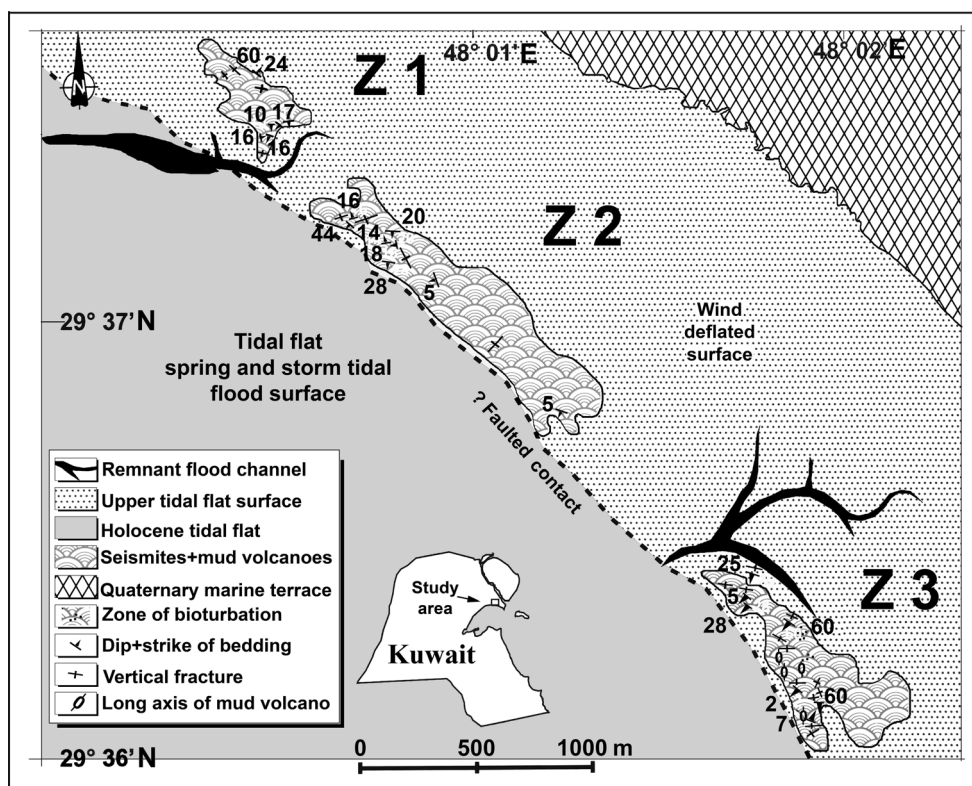 48° 01' E
48° 02' E
N
Z 1
60
24
10
17
16
16
Z 2
16
20
44
14
18
28
5
5
29° 37' N
Tidal flat
spring and storm tidal
flood surface
Wind
deflated
surface
? Faulted contact
Remnant flood channel
Upper tidal flat surface
Holocene tidal flat
Seismites+mud volcanoes
Quaternary marine terrace
Zone of bioturbation
Dip+strike of bedding
Vertical fracture
Long axis of mud volcano
Study
area
Kuwait
Z 3
25
5
28
60
60
2
7
29° 36' N
0 500 1000 m